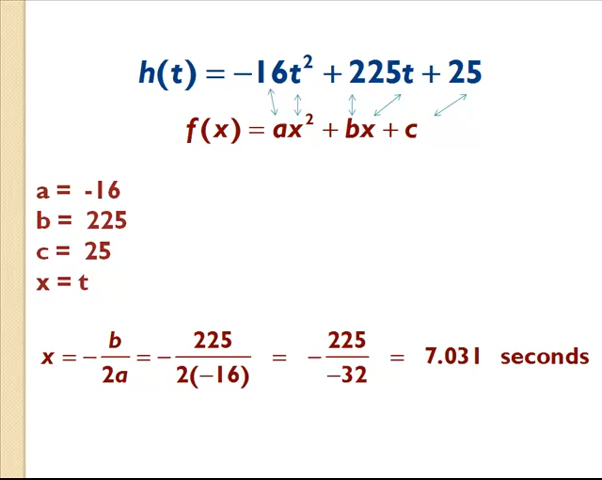 h(t) = −16t² + 225t + 25
f(x) = ax² + bx + c
a = -16
b = 225
c = 25
x = t
x = −b/2a = −225/2(−16) = −225/−32 = 7.031 seconds